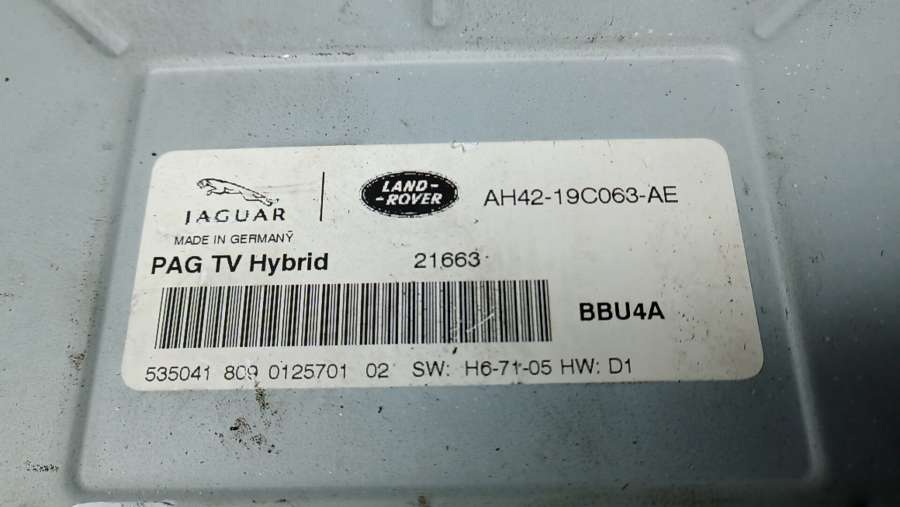 JAGUAR
LAND-
-ROVER
AH42-19C063-AE
MADE IN GERMANY
PAG TV Hybrid 21663
BBU4A
535041 809 0125701 02 SW: H6-71-05 HW: D1